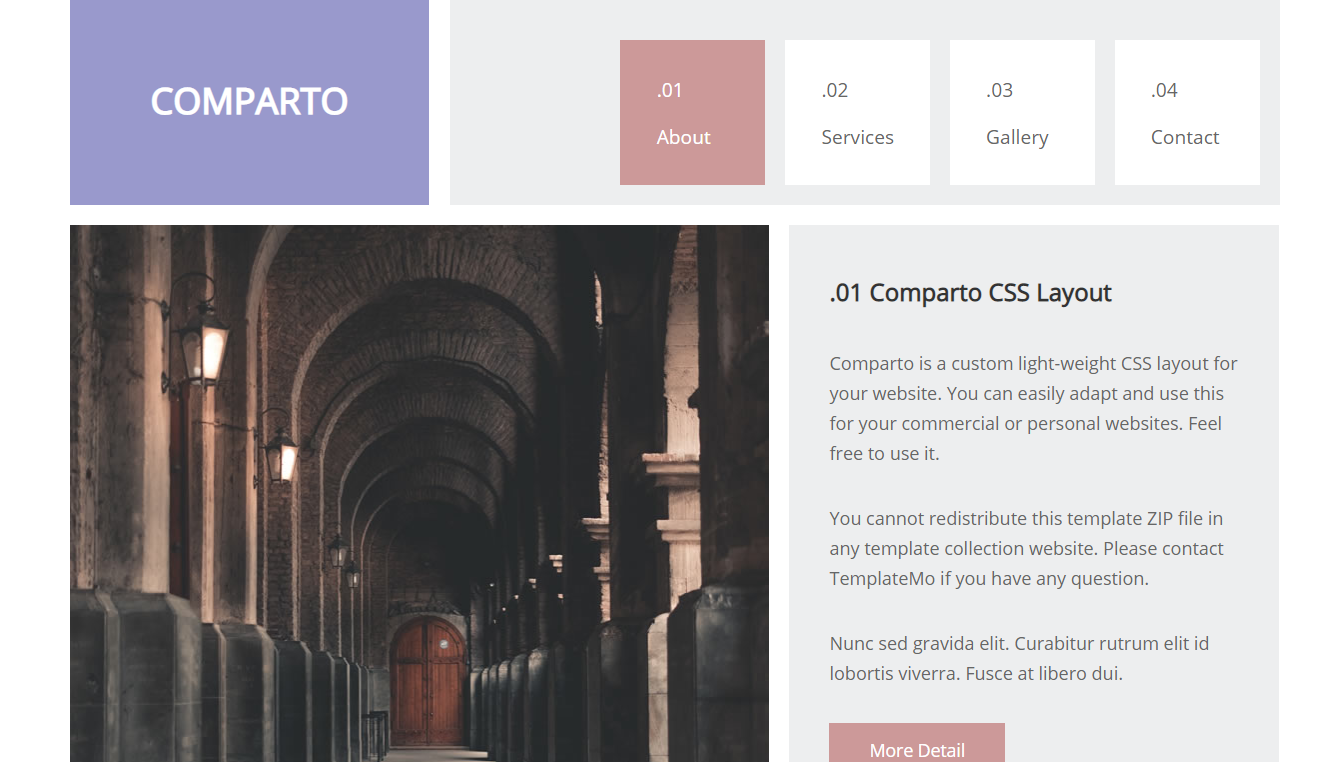 COMPARTO
.01
About
.02
Services
.03
Gallery
.04
Contact
.01 Comparto CSS Layout
Comparto is a custom light-weight CSS layout for
your website. You can easily adapt and use this
for your commercial or personal websites. Feel
free to use it.
You cannot redistribute this template ZIP file in
any template collection website. Please contact
TemplateMo if you have any question.
Nunc sed gravida elit. Curabitur rutrum elit id
lobortis viverra. Fusce at libero dui.
More Detail